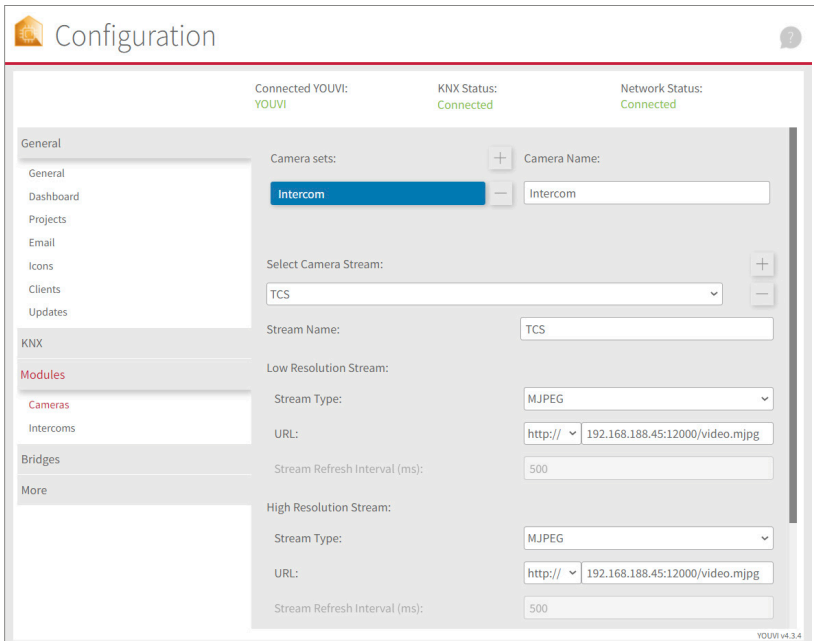 Configuration
?
Connected YOUVI:
YOUVI
KNX Status:
Connected
Network Status:
Connected
General
General
Dashboard
Projects
Email
Icons
Clients
Updates
KNX
Modules
Cameras
Intercoms
Bridges
More
Camera sets:
+
Camera Name:
Intercom
—
Intercom
Select Camera Stream:
+
TCS
—
Stream Name:
TCS
Low Resolution Stream:
Stream Type:
MJPEG
URL:
http:// 192.168.188.45:12000/video.mjpg
Stream Refresh Interval (ms):
500
High Resolution Stream:
Stream Type:
MJPEG
URL:
http:// 192.168.188.45:12000/video.mjpg
Stream Refresh Interval (ms):
500
YOUVI v4.3.4